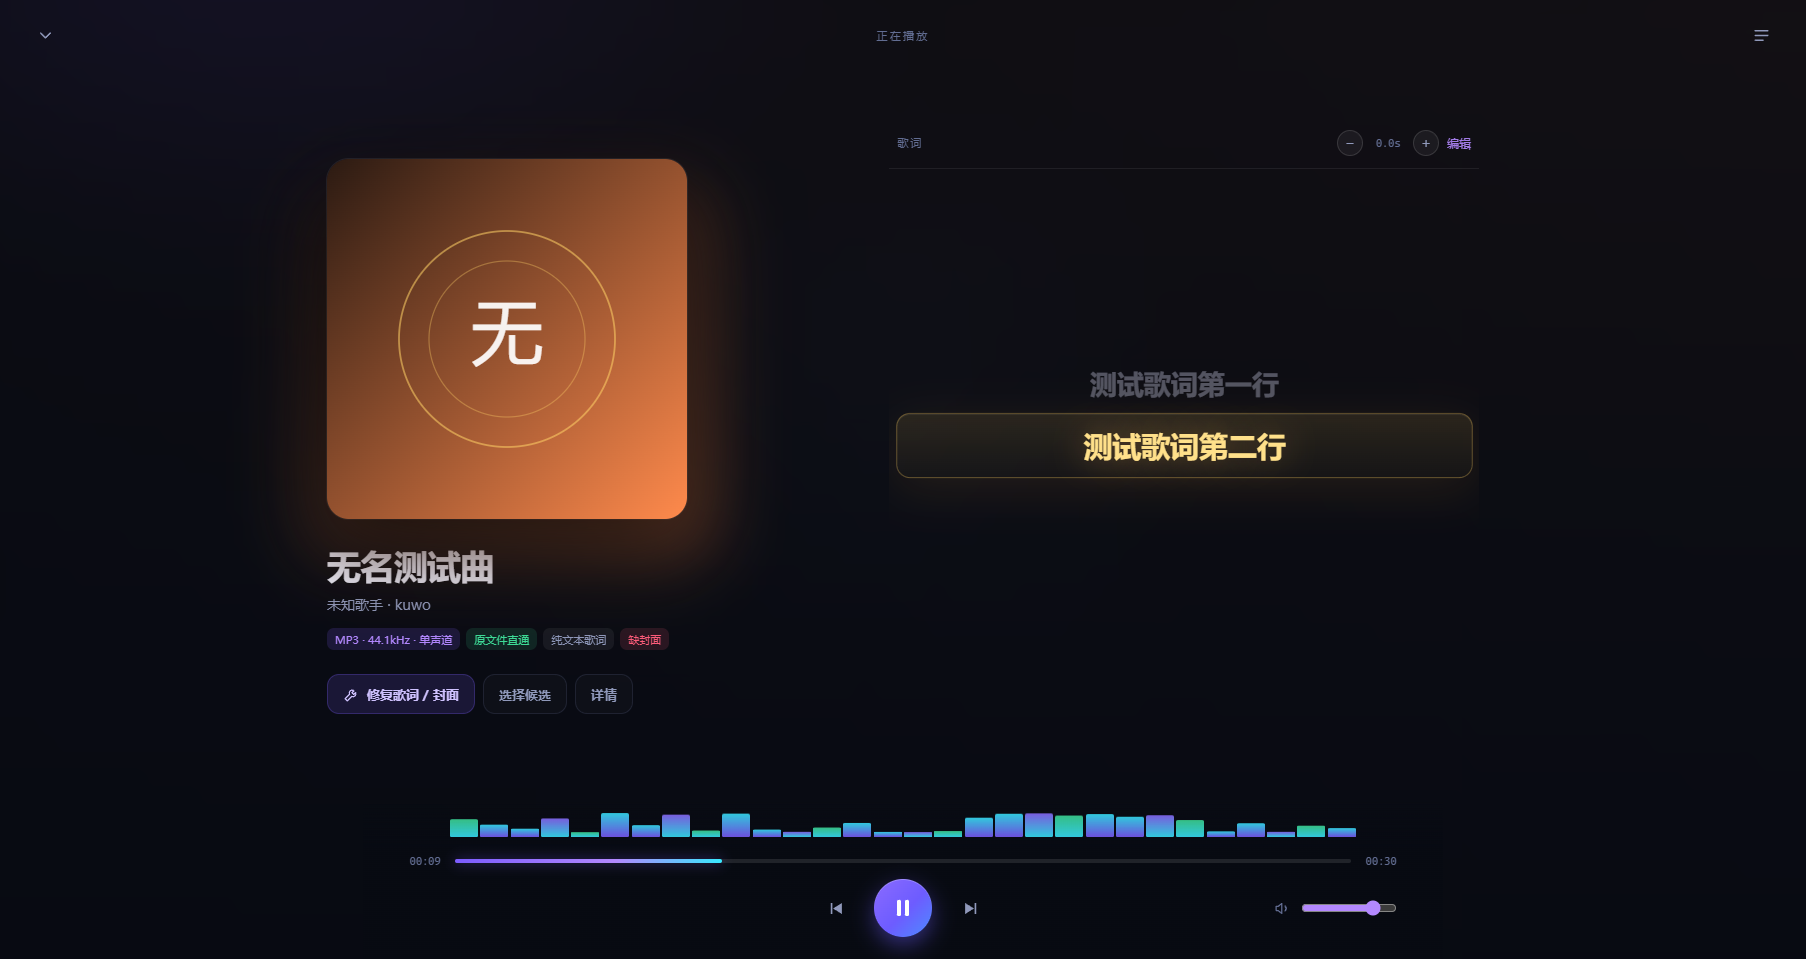 正在播放
歌词
0.0s
编辑
无
测试歌词第一行
测试歌词第二行
无名测试曲
未知歌手 · kuwo
MP3 · 44.1kHz · 单声道
原文件直通
纯文本歌词
缺封面
修复歌词 / 封面
选择候选
详情
00:09
00:30